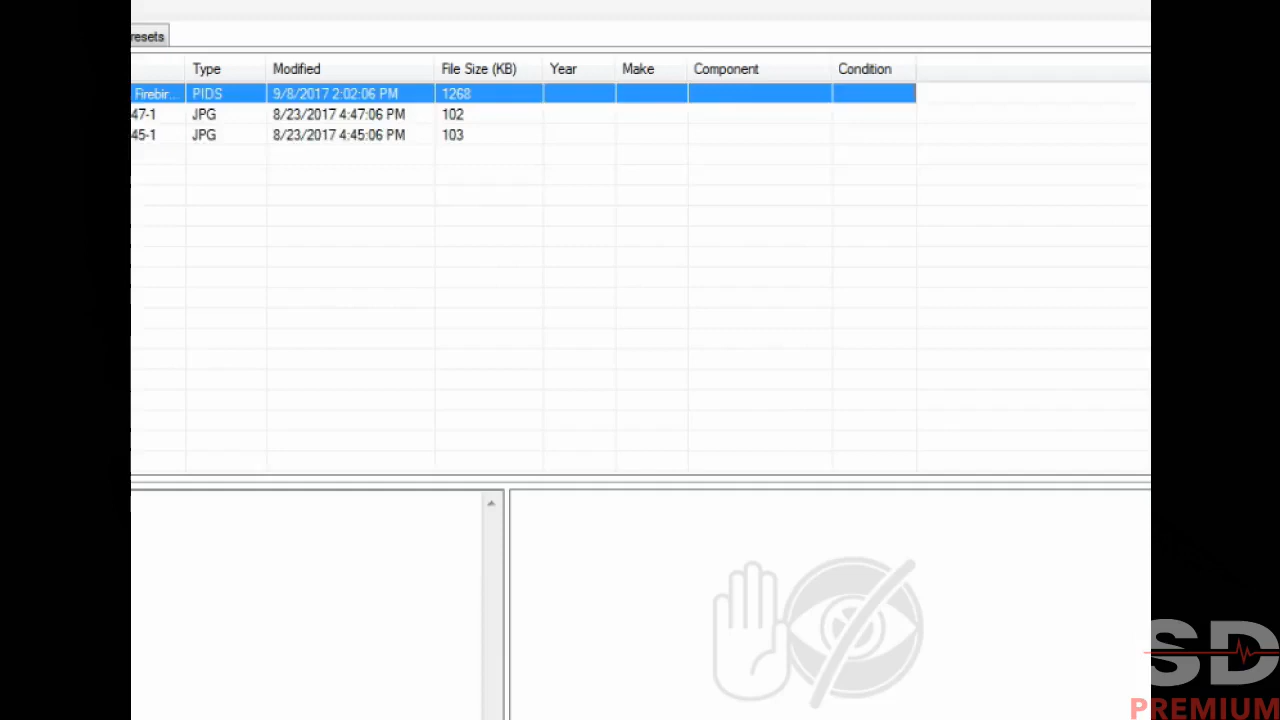 resets
Type Modified File Size (KB) Year Make Component Condition
Firebir... PIDS 9/8/2017 2:02:06 PM 1268
47-1 JPG 8/23/2017 4:47:06 PM 102
45-1 JPG 8/23/2017 4:45:06 PM 103
SD
PREMIUM